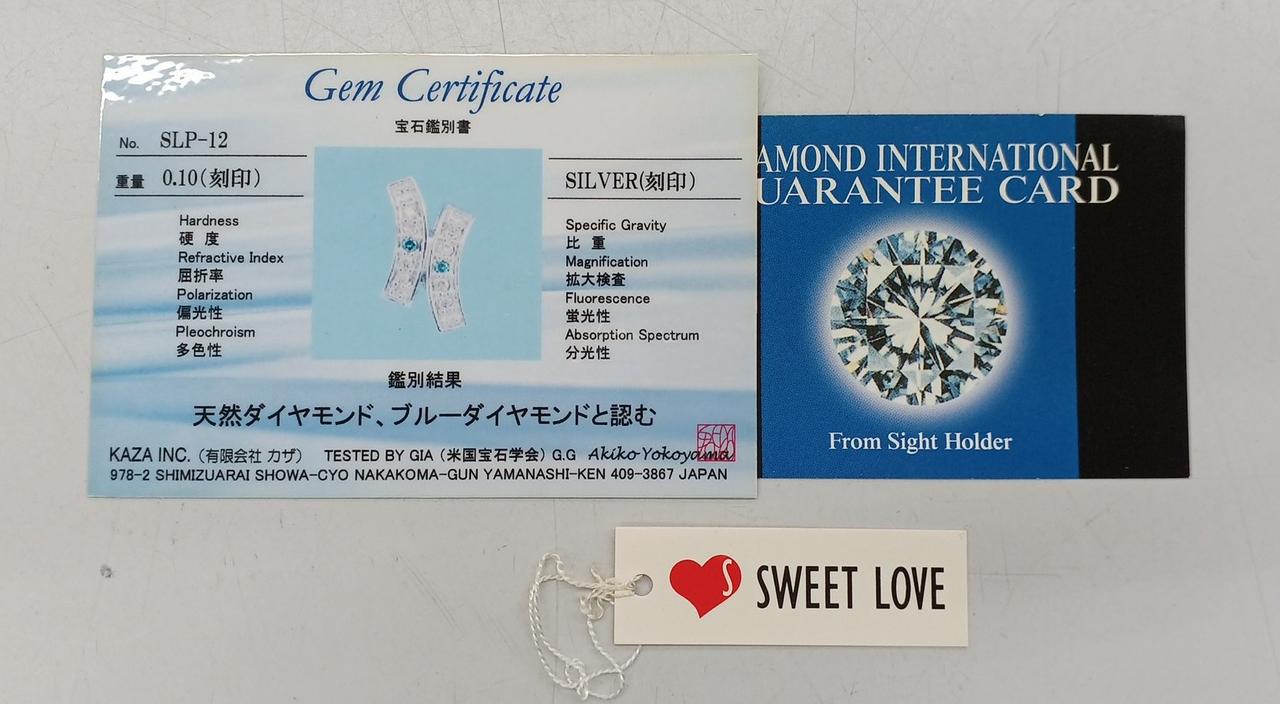 Gem Certificate
宝石鑑別書
No. SLP-12
重量 0.10(刻印)
SILVER(刻印)
Hardness
硬 度
Refractive Index
屈折率
Polarization
偏光性
Pleochroism
多色性
Specific Gravity
比 重
Magnification
拡大検査
Fluorescence
蛍光性
Absorption Spectrum
分光性
鑑別結果
天然ダイヤモンド、ブルーダイヤモンドと認む
KAZA INC. (有限会社 カザ) TESTED BY GIA (米国宝石学会) G.G Akiko Yokoyama
978-2 SHIMIZUARAI SHOWA-CYO NAKAKOMA-GUN YAMANASHI-KEN 409-3867 JAPAN
AMOND INTERNATIONAL
UARANTEE CARD
From Sight Holder
S SWEET LOVE